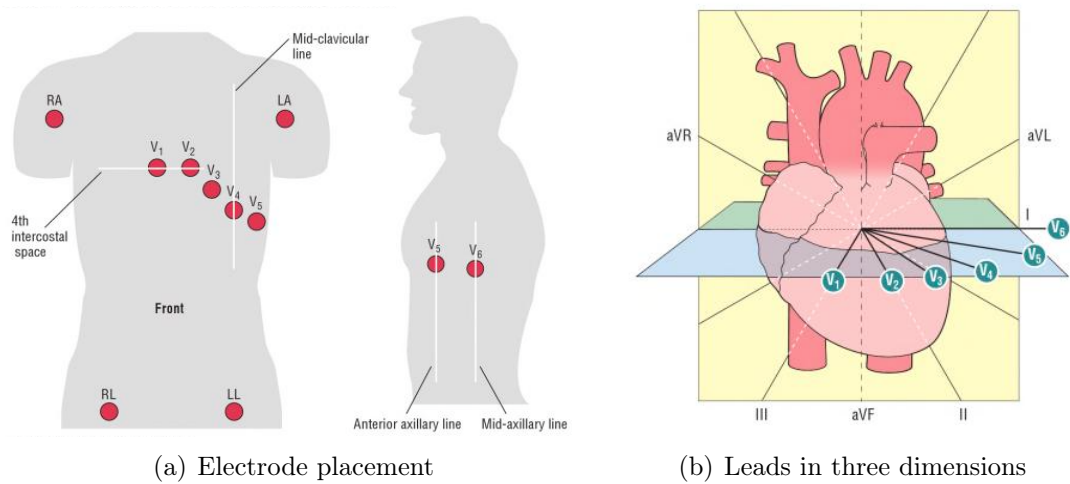 Mid-clavicular
line
RA
LA
V1
V2
V3
V4
V5
4th
intercostal
space
Front
RL
LL
V5
V6
Anterior axillary line
Mid-axillary line
(a) Electrode placement
aVR
aVL
I
V6
V5
V4
V3
V2
V1
III
aVF
II
(b) Leads in three dimensions